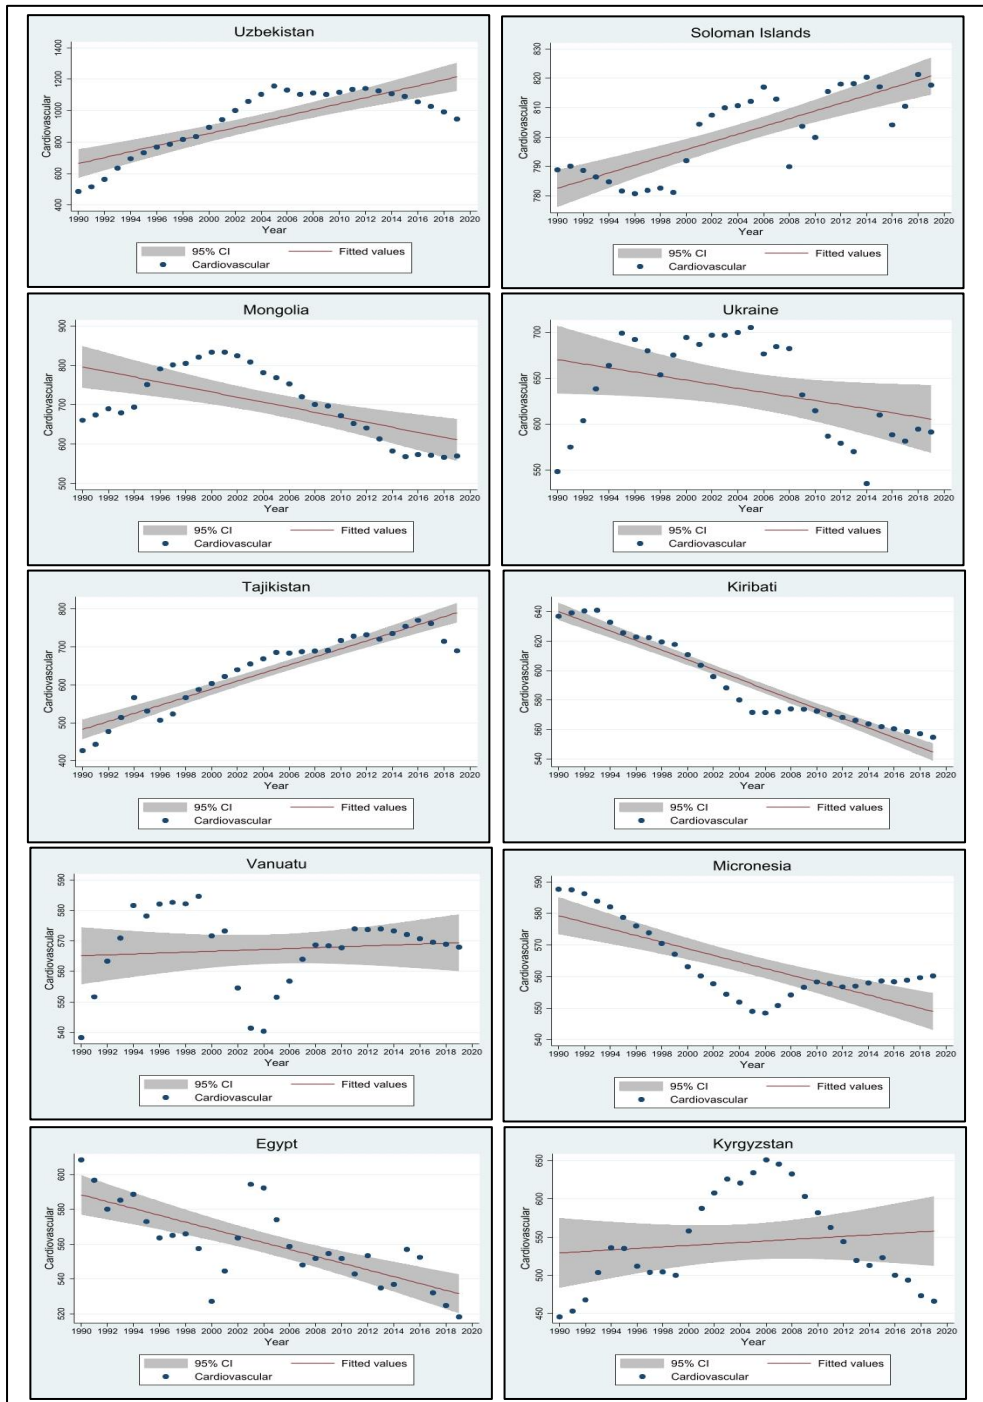 Uzbekistan
Cardiovascular
1400
1200
1000
800
600
400
1990 1992 1994 1996 1998 2000 2002 2004 2006 2008 2010 2012 2014 2016 2018 2020
Year
95% CI Fitted values
Cardiovascular
Soloman Islands
Cardiovascular
830
820
810
800
790
780
1990 1992 1994 1996 1998 2000 2002 2004 2006 2008 2010 2012 2014 2016 2018 2020
Year
95% CI Fitted values
Cardiovascular
Mongolia
Cardiovascular
900
800
700
600
500
1990 1992 1994 1996 1998 2000 2002 2004 2006 2008 2010 2012 2014 2016 2018 2020
Year
95% CI Fitted values
Cardiovascular
Ukraine
Cardiovascular
700
650
600
550
1990 1992 1994 1996 1998 2000 2002 2004 2006 2008 2010 2012 2014 2016 2018 2020
Year
95% CI Fitted values
Cardiovascular
Tajikistan
Cardiovascular
800
700
600
500
400
1990 1992 1994 1996 1998 2000 2002 2004 2006 2008 2010 2012 2014 2016 2018 2020
Year
95% CI Fitted values
Cardiovascular
Kiribati
Cardiovascular
640
620
600
580
560
540
1990 1992 1994 1996 1998 2000 2002 2004 2006 2008 2010 2012 2014 2016 2018 2020
Year
95% CI Fitted values
Cardiovascular
Vanuatu
Cardiovascular
590
580
570
560
550
540
1990 1992 1994 1996 1998 2000 2002 2004 2006 2008 2010 2012 2014 2016 2018 2020
Year
95% CI Fitted values
Cardiovascular
Micronesia
Cardiovascular
590
580
570
560
550
540
1990 1992 1994 1996 1998 2000 2002 2004 2006 2008 2010 2012 2014 2016 2018 2020
Year
95% CI Fitted values
Cardiovascular
Egypt
Cardiovascular
600
580
560
540
520
1990 1992 1994 1996 1998 2000 2002 2004 2006 2008 2010 2012 2014 2016 2018 2020
Year
95% CI Fitted values
Cardiovascular
Kyrgyzstan
Cardiovascular
650
600
550
500
450
1990 1992 1994 1996 1998 2000 2002 2004 2006 2008 2010 2012 2014 2016 2018 2020
Year
95% CI Fitted values
Cardiovascular